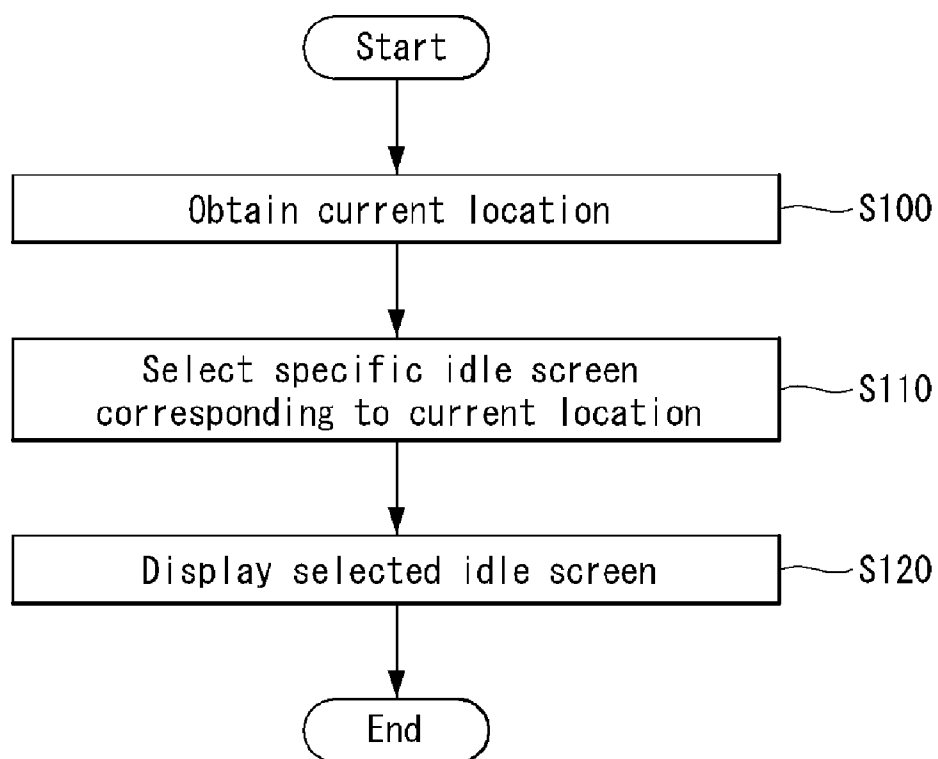 Start
Obtain current location
S100
Select specific idle screen
corresponding to current location
S110
Display selected idle screen
S120
End